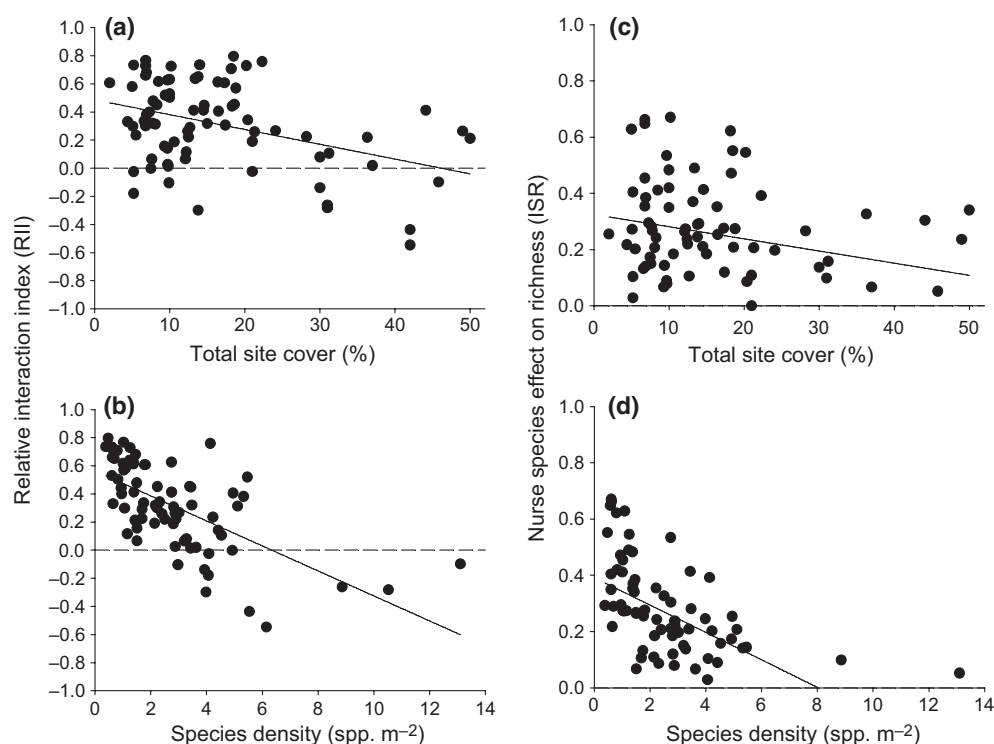 (a)
1.0
0.8
0.6
0.4
0.2
0.0
–0.2
–0.4
–0.6
–0.8
–1.0
0 10 20 30 40 50
Total site cover (%)
(c)
1.0
0.8
0.6
0.4
0.2
0.0
0 10 20 30 40 50
Total site cover (%)
Relative interaction index (RII)
Nurse species effect on richness (ISR)
(b)
1.0
0.8
0.6
0.4
0.2
0.0
–0.2
–0.4
–0.6
–0.8
–1.0
0 2 4 6 8 10 12 14
Species density (spp. m–2)
(d)
1.0
0.8
0.6
0.4
0.2
0.0
0 2 4 6 8 10 12 14
Species density (spp. m–2)